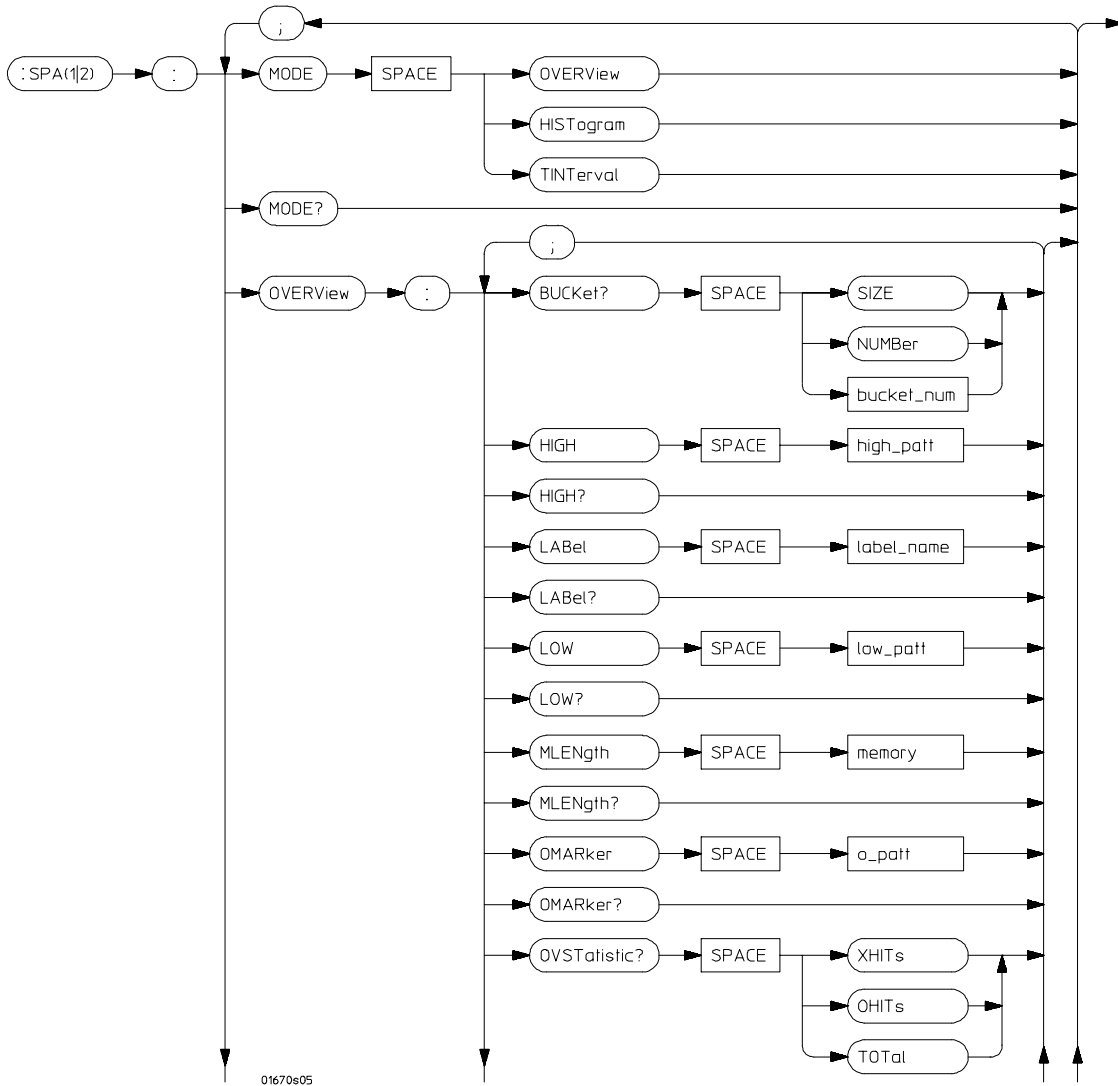 ;
:SPA(1|2) : MODE SPACE OVERView
HISTogram
TINTerval
MODE?
;
OVERView : BUCKet? SPACE SIZE
NUMBer
bucket_num
HIGH SPACE high_patt
HIGH?
LABel SPACE label_name
LABel?
LOW SPACE low_patt
LOW?
MLENgth SPACE memory
MLENgth?
OMARker SPACE o_patt
OMARker?
OVSTatistic? SPACE XHITs
OHITs
TOTal
01670s05